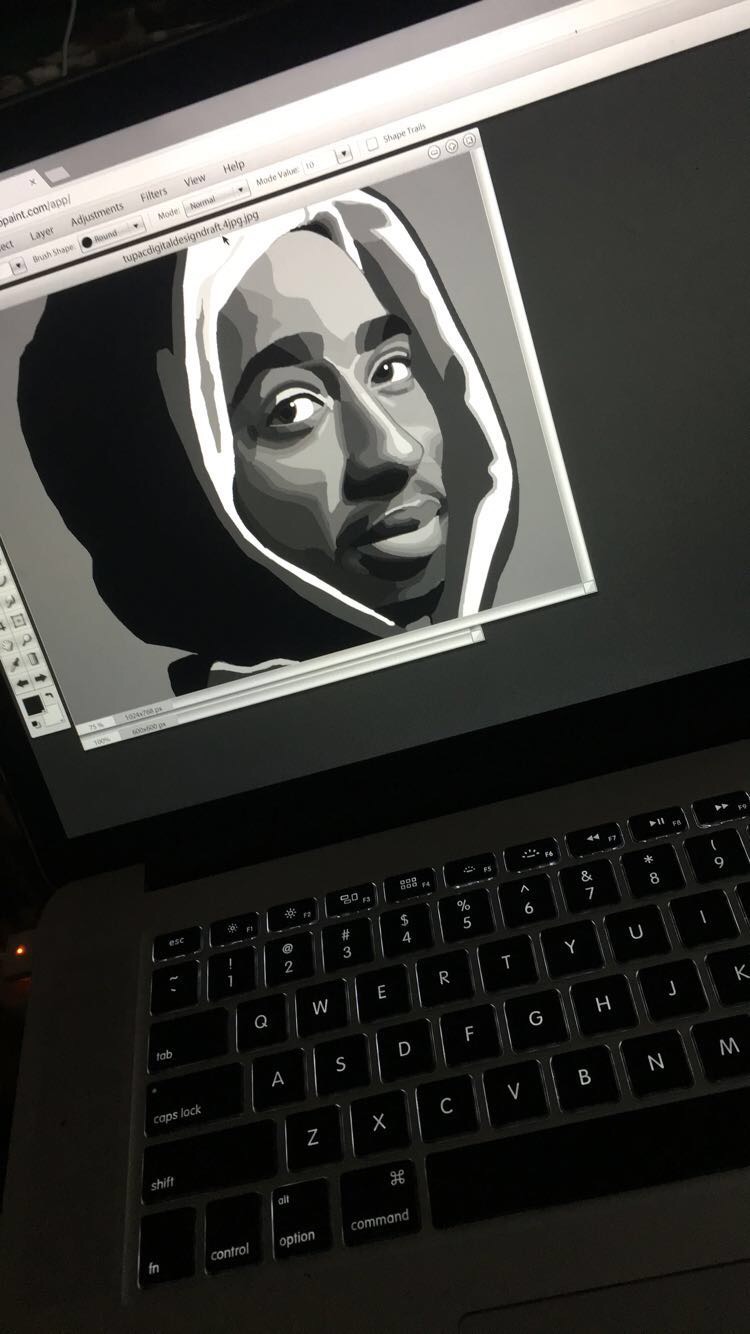 opaint.com/app/
Layer Adjustments Filters View Help
Brush Shape: Round Mode: Normal Mode Value: 10 Shape Trails
tupacdigitaldesigndraft.4jpg.jpg
75 % 1024x768 px
100% 600x600 px
esc F1 F2 F3 F4 F5 F6 F7 F8 F9
~ ! @ # $ % ^ & * (
` 1 2 3 4 5 6 7 8 9
tab Q W E R T Y U I
caps lock A S D F G H J K
shift Z X C V B N M
alt ⌘
fn control option command